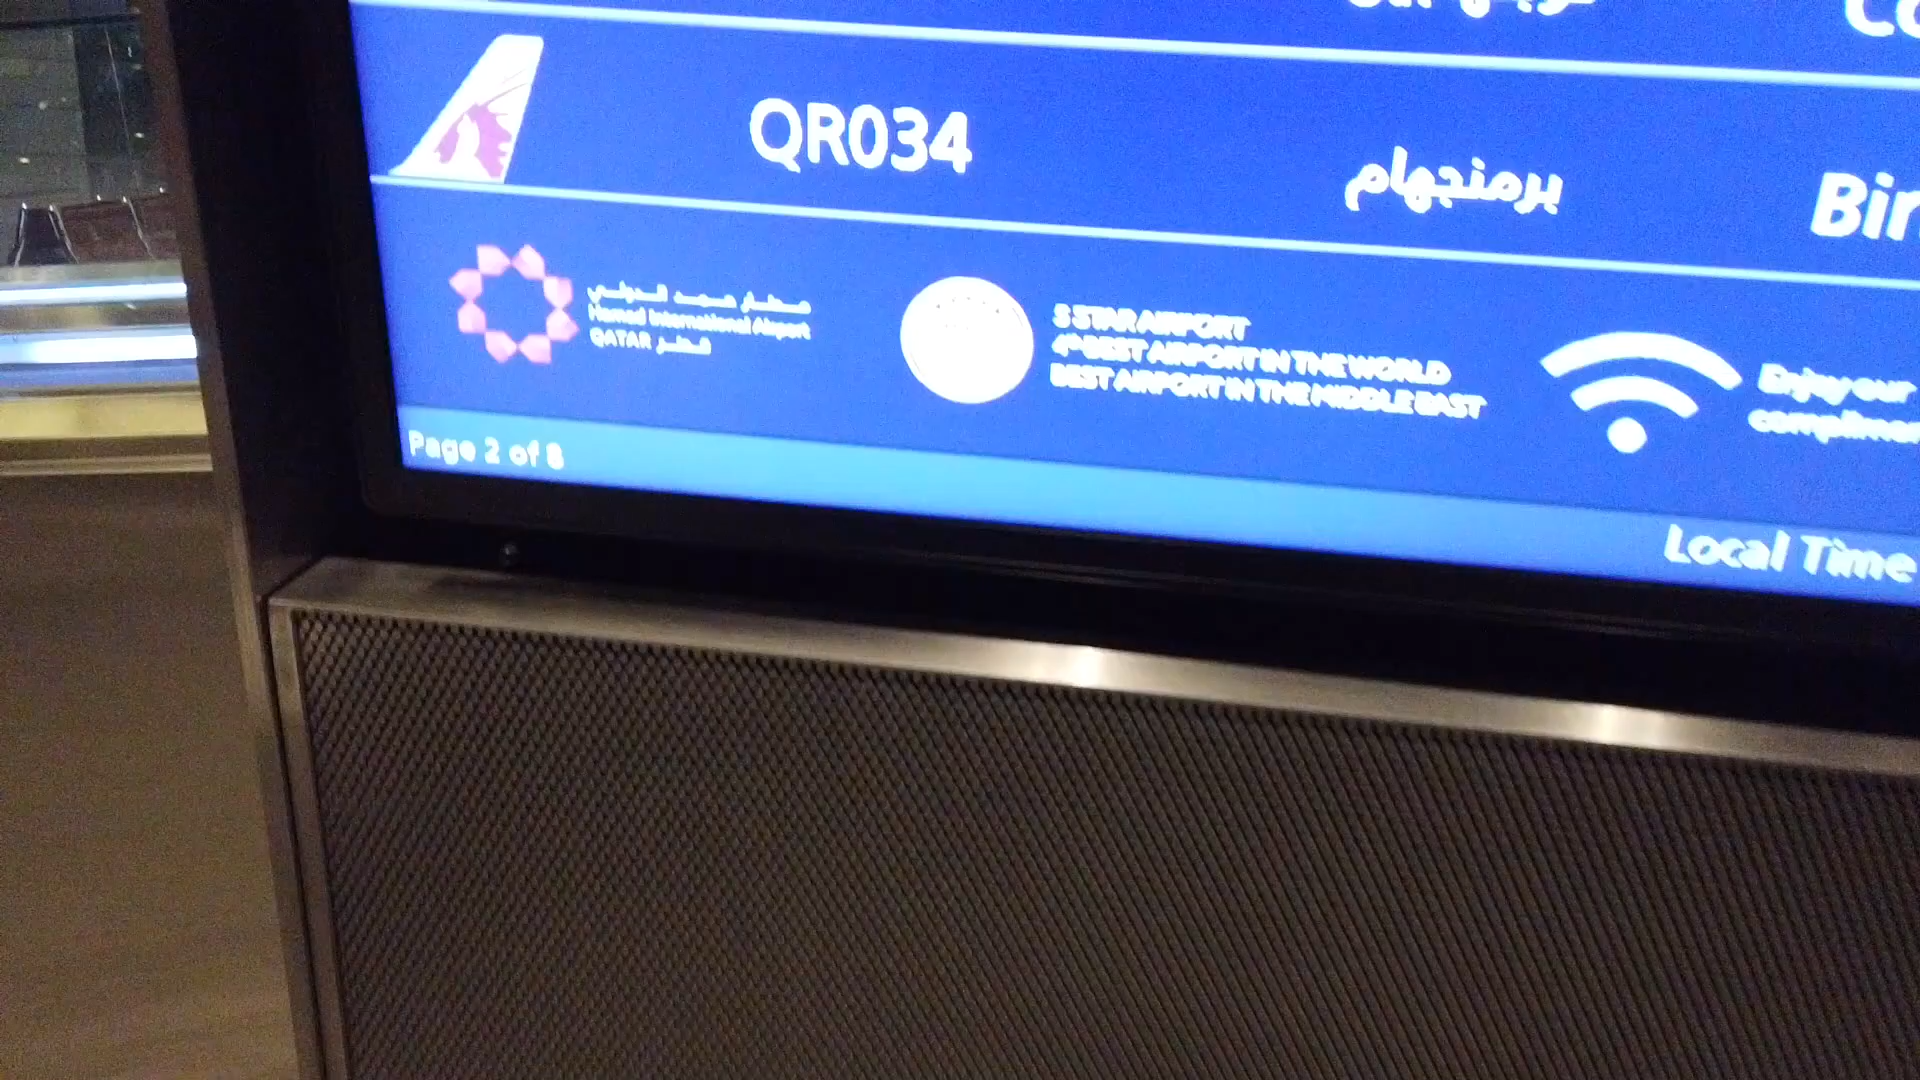 Co
QR034
برمنجهام
Bir
مطار حمد الدولي
Hamad International Airport
QATAR قطر
5 STAR AIRPORT
4th BEST AIRPORT IN THE WORLD
BEST AIRPORT IN THE MIDDLE EAST
Enjoy our
complimen
Page 2 of 8
Local Time